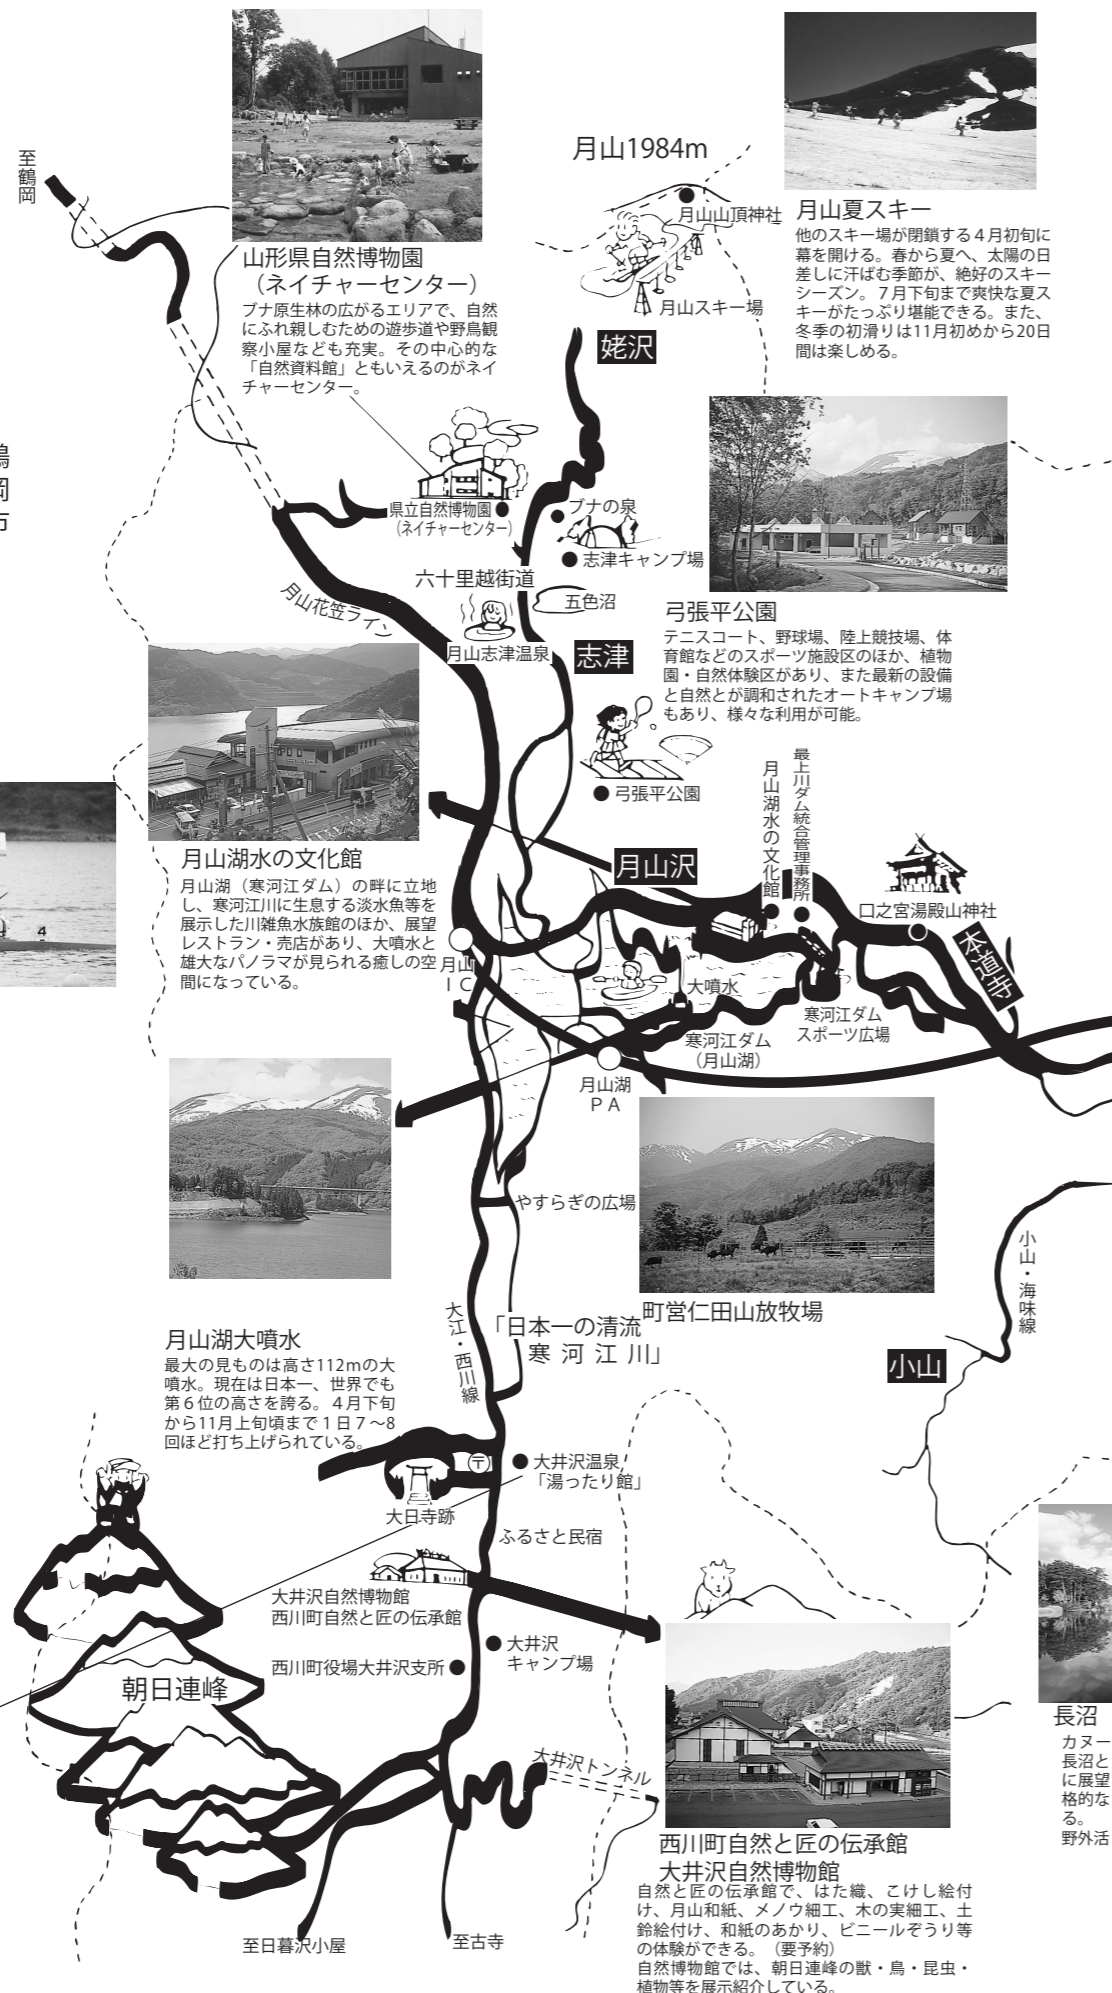 至鶴岡
月山1984m
月山山頂神社
月山スキー場
月山夏スキー
他のスキー場が閉鎖する４月初旬に
幕を開ける。春から夏へ、太陽の日
差しに汗ばむ季節が、絶好のスキー
シーズン。７月下旬まで爽快な夏ス
キーがたっぷり堪能できる。また、
冬季の初滑りは11月初めから20日
間は楽しめる。
山形県自然博物園
（ネイチャーセンター）
ブナ原生林の広がるエリアで、自然
にふれ親しむための遊歩道や野鳥観
察小屋なども充実。その中心的な
「自然資料館」ともいえるのがネイ
チャーセンター。
姥沢
県立自然博物園
（ネイチャーセンター）
ブナの泉
志津キャンプ場
六十里越街道
五色沼
月山花笠ライン
月山志津温泉
志津
弓張平公園
テニスコート、野球場、陸上競技場、体
育館などのスポーツ施設区のほか、植物
園・自然体験区があり、また最新の設備
と自然とが調和されたオートキャンプ場
もあり、様々な利用が可能。
弓張平公園
月山湖水の文化館
月山湖（寒河江ダム）の畔に立地
し、寒河江川に生息する淡水魚等を
展示した川雑魚水族館のほか、展望
レストラン・売店があり、大噴水と
雄大なパノラマが見られる癒しの空
間になっている。
月山沢
月山湖水の文化館
最上川ダム統合管理事務所
口之宮湯殿山神社
本道寺
4
月山
ＩＣ
大噴水
寒河江ダム
（月山湖）
寒河江ダム
スポーツ広場
月山湖
ＰＡ
やすらぎの広場
町営仁田山放牧場
小山・海味線
小山
大江・西川線
「日本一の清流
寒河江川」
月山湖大噴水
最大の見ものは高さ112mの大
噴水。現在は日本一、世界でも
第６位の高さを誇る。４月下旬
から11月上旬頃まで１日７〜8
回ほど打ち上げられている。
〒
大井沢温泉
「湯ったり館」
大日寺跡
ふるさと民宿
大井沢自然博物館
西川町自然と匠の伝承館
大井沢
キャンプ場
西川町役場大井沢支所
朝日連峰
大井沢トンネル
西川町自然と匠の伝承館
大井沢自然博物館
自然と匠の伝承館で、はた織、こけし絵付
け、月山和紙、メノウ細工、木の実細工、土
鈴絵付け、和紙のあかり、ビニールぞうり等
の体験ができる。（要予約）
自然博物館では、朝日連峰の獣・鳥・昆虫・
植物等を展示紹介している。
長沼
カヌー
長沼と
に展望
格的な
る。
野外活
至日暮沢小屋
至古寺